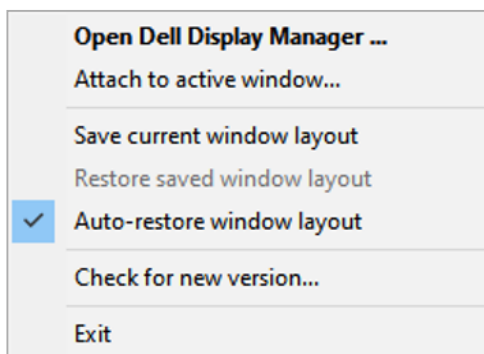 Open Dell Display Manager ...
Attach to active window...
Save current window layout
Restore saved window layout
Auto-restore window layout
Check for new version...
Exit